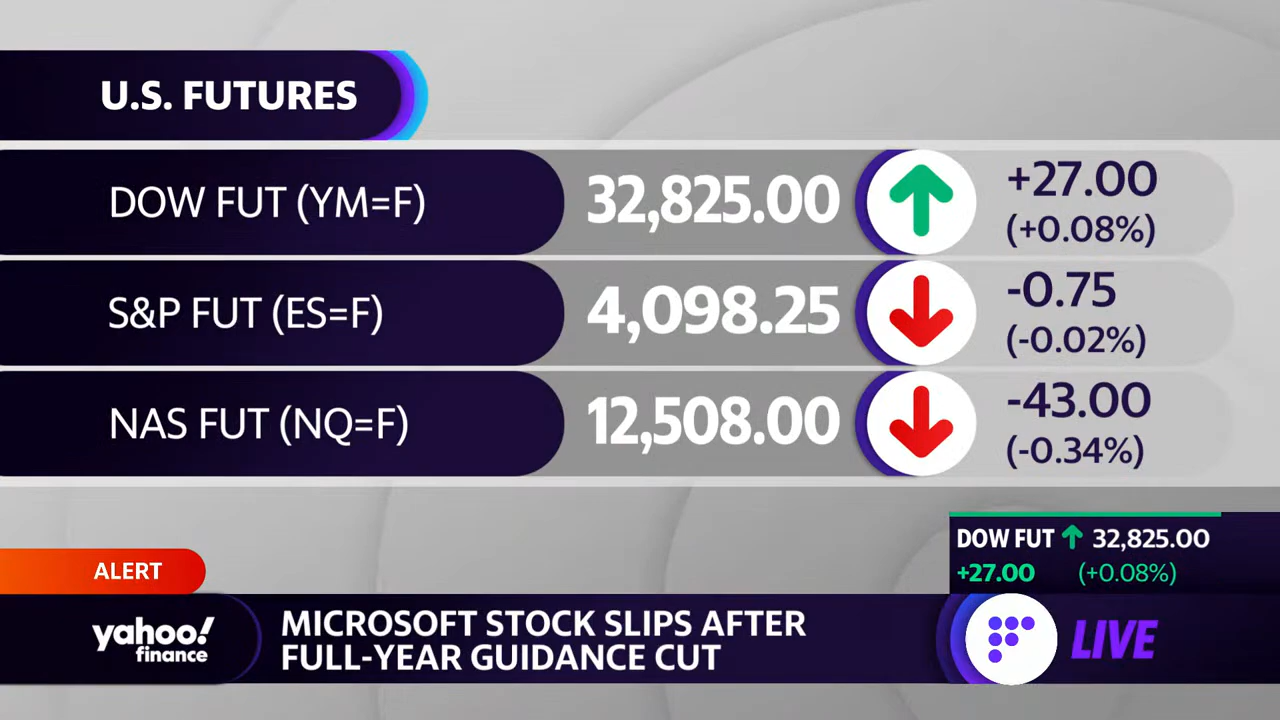 U.S. FUTURES
DOW FUT (YM=F) 32,825.00 +27.00
(+0.08%)
S&P FUT (ES=F) 4,098.25 -0.75
(-0.02%)
NAS FUT (NQ=F) 12,508.00 -43.00
(-0.34%)
DOW FUT 32,825.00
+27.00 (+0.08%)
ALERT
yahoo!
finance
MICROSOFT STOCK SLIPS AFTER
FULL-YEAR GUIDANCE CUT
LIVE